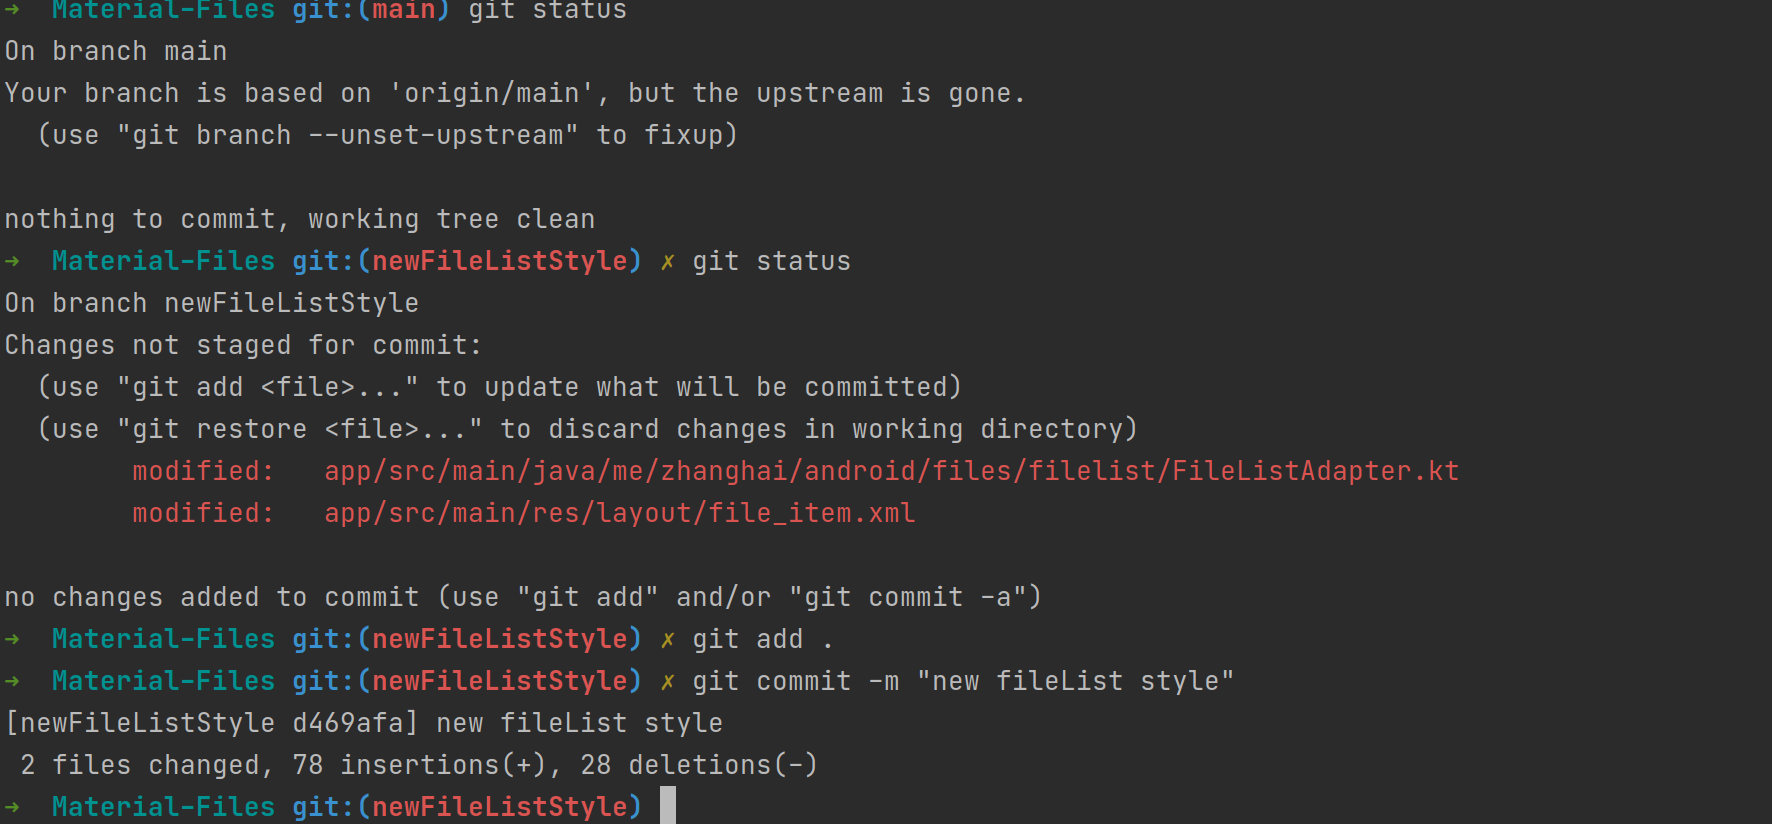 →  Material-Files git:(main) git status
On branch main
Your branch is based on 'origin/main', but the upstream is gone.
  (use "git branch --unset-upstream" to fixup)

nothing to commit, working tree clean
→  Material-Files git:(newFileListStyle) ✗ git status
On branch newFileListStyle
Changes not staged for commit:
  (use "git add <file>..." to update what will be committed)
  (use "git restore <file>..." to discard changes in working directory)
        modified:   app/src/main/java/me/zhanghai/android/files/filelist/FileListAdapter.kt
        modified:   app/src/main/res/layout/file_item.xml

no changes added to commit (use "git add" and/or "git commit -a")
→  Material-Files git:(newFileListStyle) ✗ git add .
→  Material-Files git:(newFileListStyle) ✗ git commit -m "new fileList style"
[newFileListStyle d469afa] new fileList style
 2 files changed, 78 insertions(+), 28 deletions(-)
→  Material-Files git:(newFileListStyle)